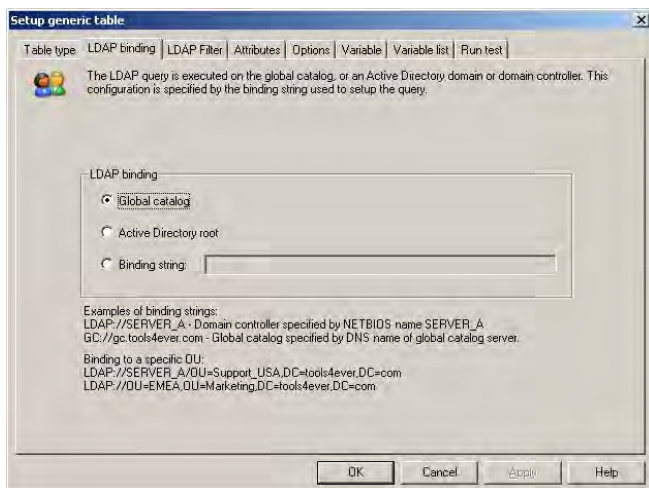 Setup generic table
Table type LDAP binding LDAP Filter Attributes Options Variable Variable list Run test
The LDAP query is executed on the global catalog, or an Active Directory domain or domain controller. This
configuration is specified by the binding string used to setup the query.
LDAP binding
Global catalog
Active Directory root
Binding string:
Examples of binding strings:
LDAP://SERVER_A - Domain controller specified by NETBIOS name SERVER_A
GC://gc.tools4ever.com - Global catalog specified by DNS name of global catalog server.
Binding to a specific OU:
LDAP://SERVER_A/OU=Support_USA,DC=tools4ever,DC=com
LDAP://OU=EMEA,OU=Marketing,DC=tools4ever,DC=com
OK Cancel Apply Help